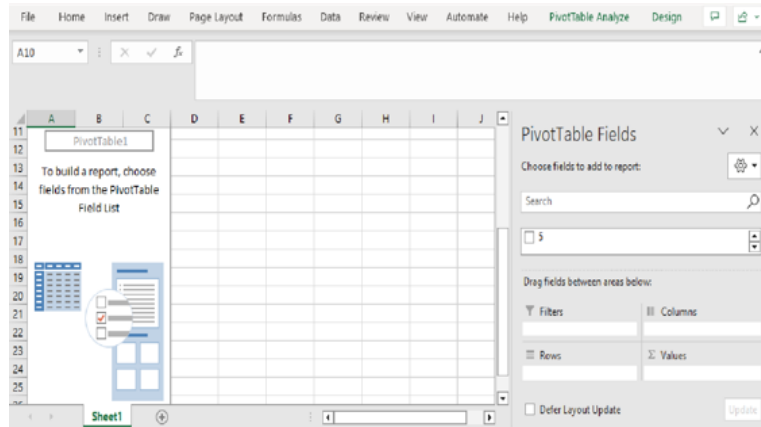 File Home Insert Draw Page Layout Formulas Data Review View Automate Help PivotTable Analyze Design
A10 fx
A B C D E F G H I J
11
12
13
14
15
16
17
18
19
20
21
22
23
24
25
PivotTable1
To build a report, choose
fields from the PivotTable
Field List
PivotTable Fields
Choose fields to add to report:
Search
5
Drag fields between areas below:
Filters Columns
Rows Σ Values
Defer Layout Update Update
Sheet1